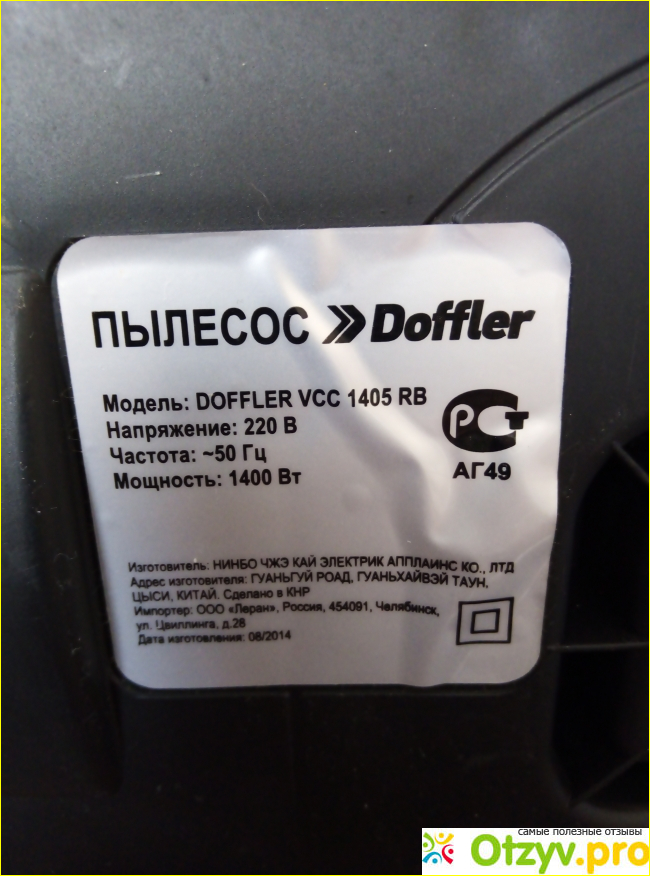 ПЫЛЕСОС Doffler
Модель: DOFFLER VCC 1405 RB
Напряжение: 220 В
Частота: ~50 Гц
Мощность: 1400 Вт
РСТ
АГ49
Изготовитель: НИНБО ЧЖЭ КАЙ ЭЛЕКТРИК АППЛАИНС КО., ЛТД
Адрес изготовителя: ГУАНЬГУЙ РОАД, ГУАНЬХАЙВЭЙ ТАУН,
ЦЫСИ, КИТАЙ. Сделано в КНР
Импортер: ООО «Леран», Россия, 454091, Челябинск,
ул. Цвиллинга, д.28
Дата изготовления: 08/2014
самые полезные отзывы
Otzyv.pro